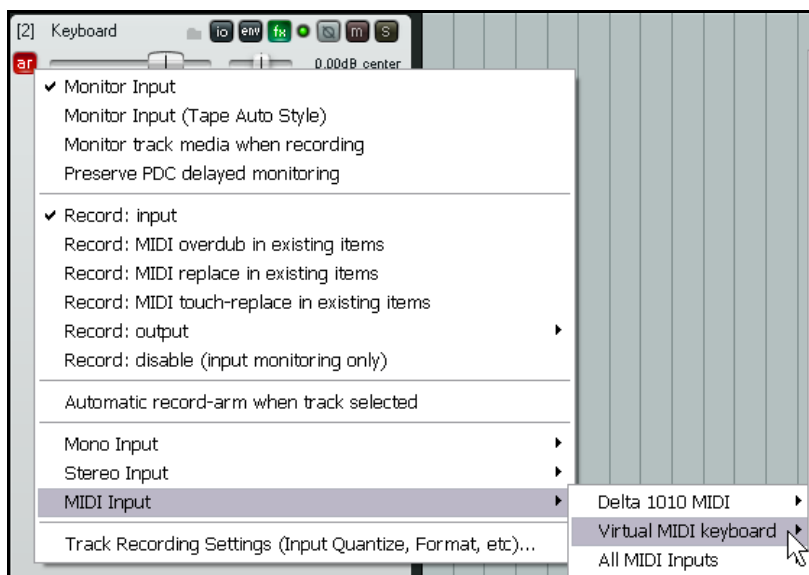 [2] Keyboard io env fx m S
ar 0.00dB center
Monitor Input
Monitor Input (Tape Auto Style)
Monitor track media when recording
Preserve PDC delayed monitoring
Record: input
Record: MIDI overdub in existing items
Record: MIDI replace in existing items
Record: MIDI touch-replace in existing items
Record: output
Record: disable (input monitoring only)
Automatic record-arm when track selected
Mono Input
Stereo Input
MIDI Input
Track Recording Settings (Input Quantize, Format, etc)...
Delta 1010 MIDI
Virtual MIDI keyboard
All MIDI Inputs